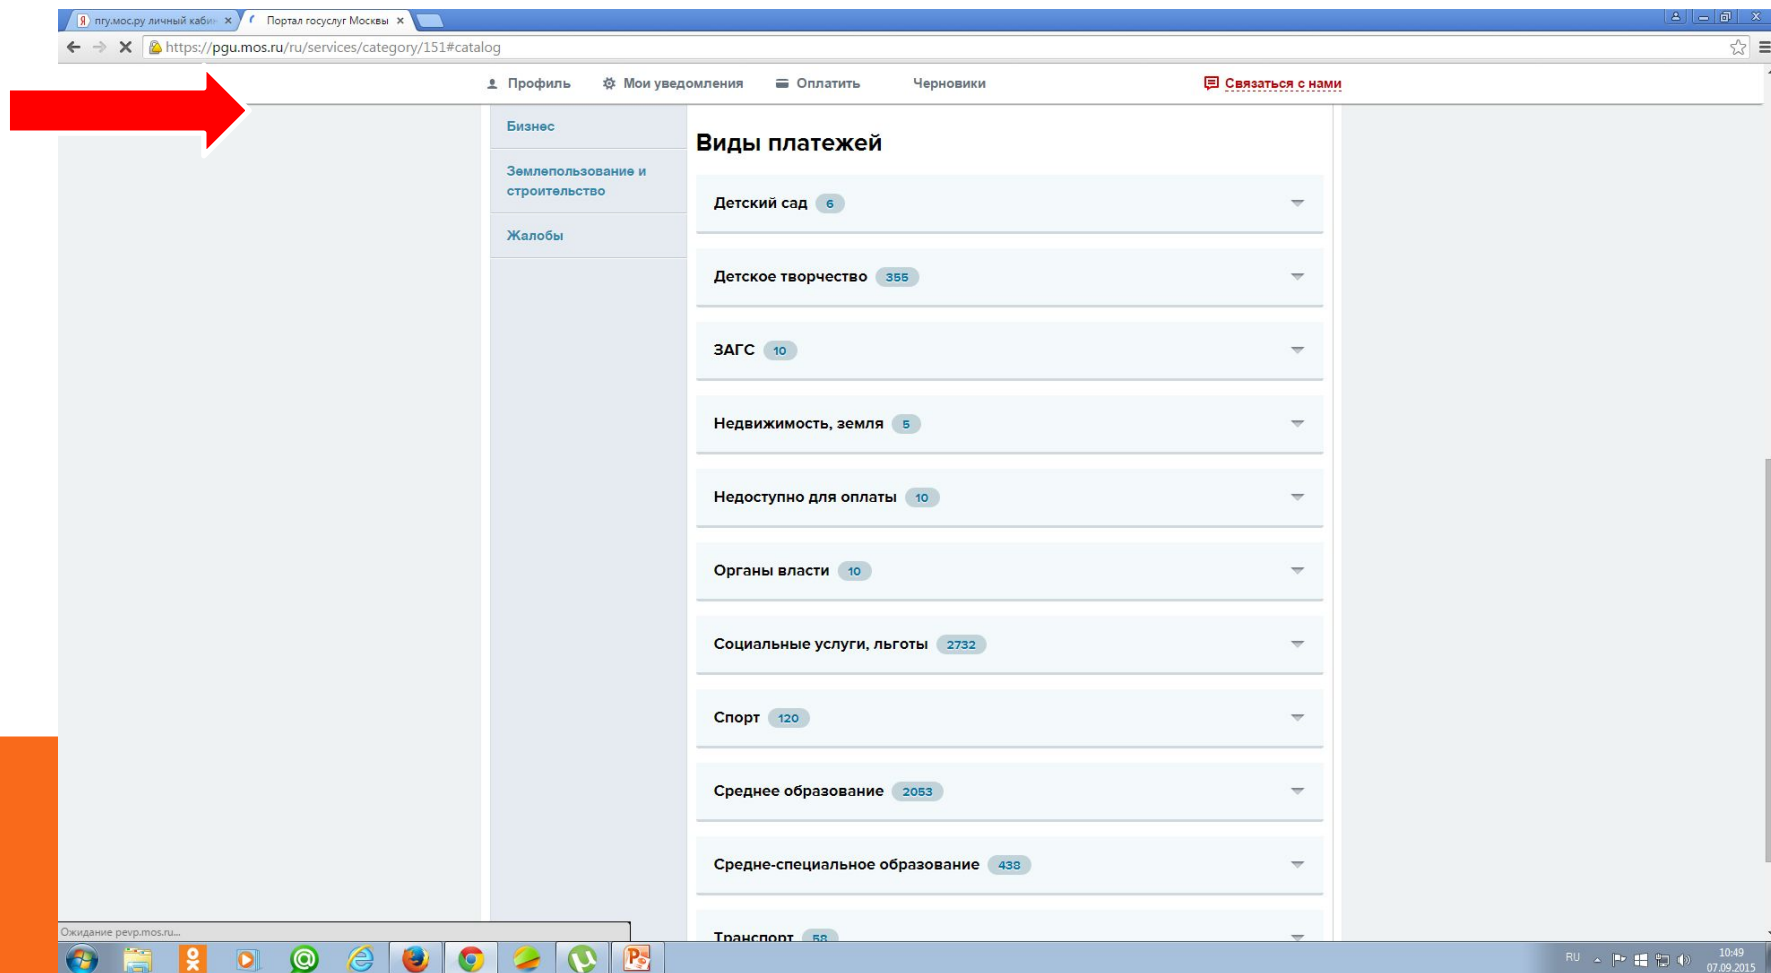 пгу.мос.ру личный каби
Портал госуслуг Москвы
https://pgu.mos.ru/ru/services/category/151#catalog
Профиль Мои уведомления Оплатить Черновики Связаться с нами
Бизнес
Землепользование и
строительство
Жалобы
Виды платежей
Детский сад 6
Детское творчество 355
ЗАГС 10
Недвижимость, земля 5
Недоступно для оплаты 10
Органы власти 10
Социальные услуги, льготы 2732
Спорт 120
Среднее образование 2053
Средне-специальное образование 438
Транспорт 58
Ожидание pevp.mos.ru...
RU
10:49
07.09.2015